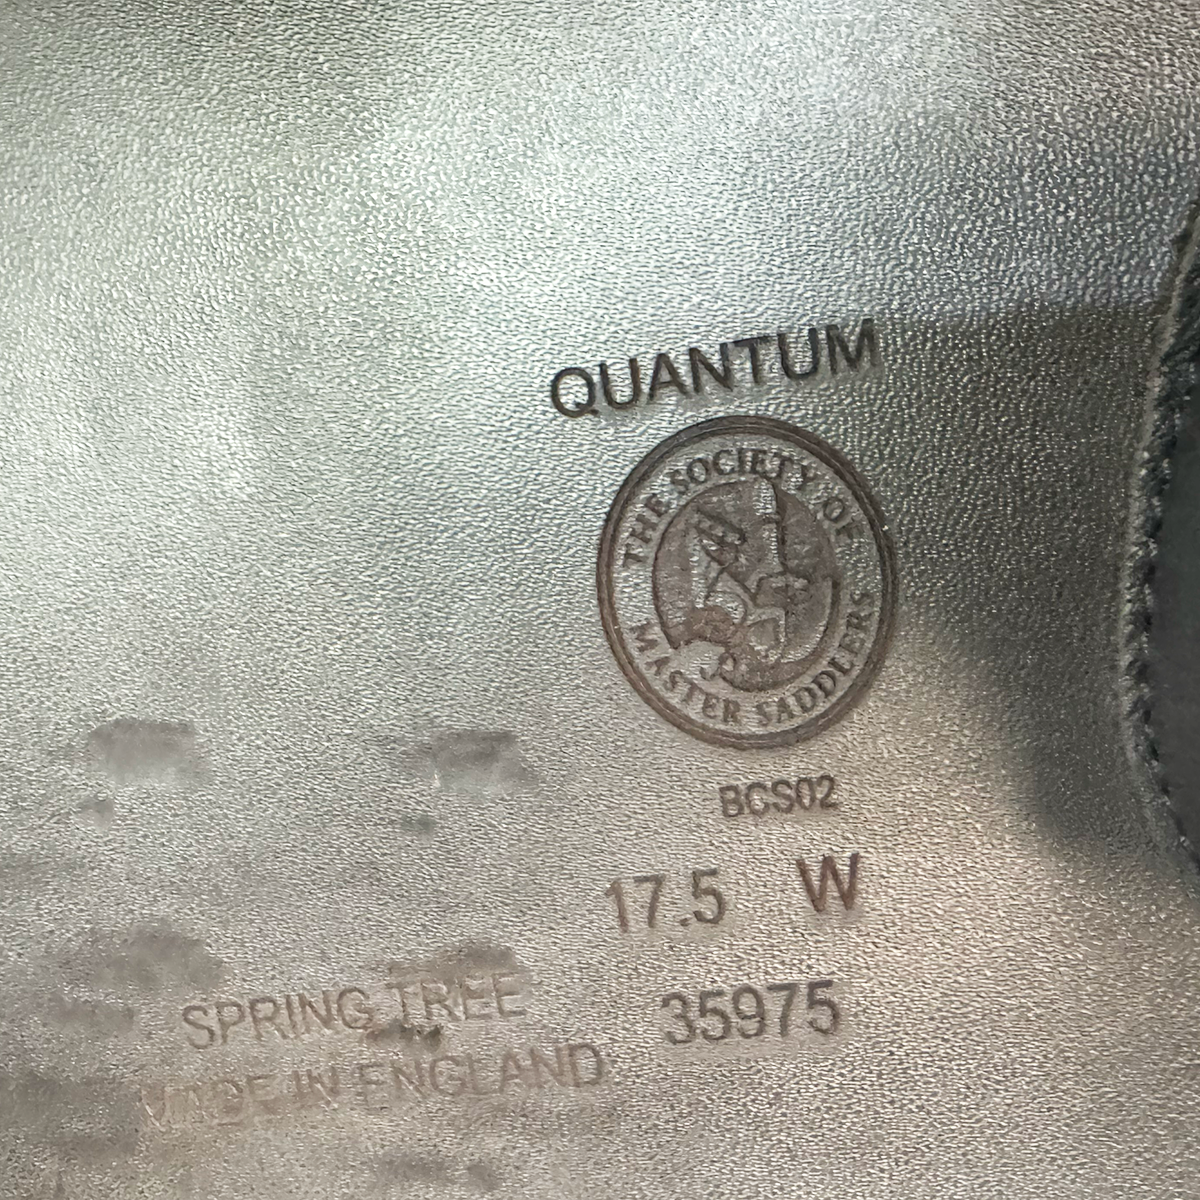 QUANTUM
THE SOCIETY OF
MASTER SADDLERS
BCS02
17.5 W
35975
SPRING TREE
MADE IN ENGLAND